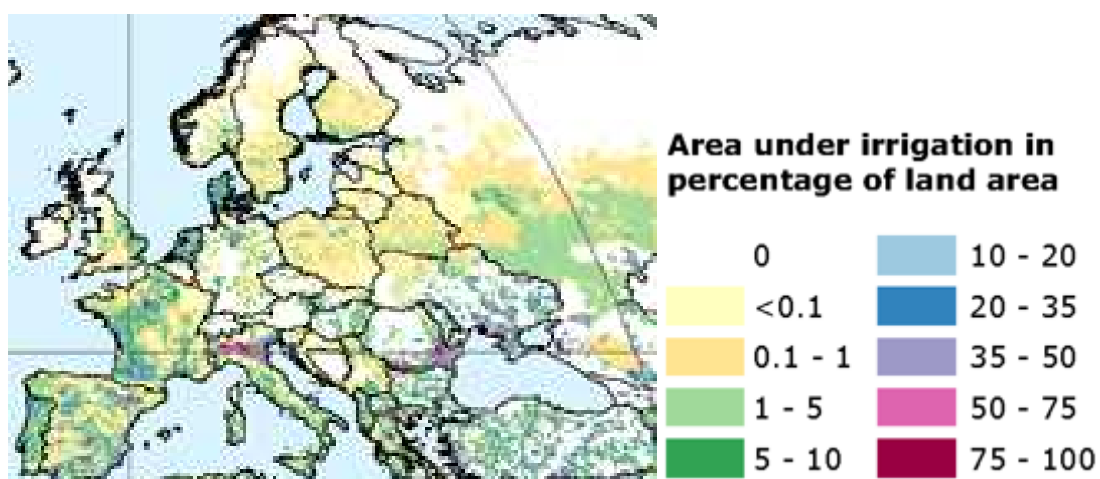 Area under irrigation in
percentage of land area
0
<0.1
0.1 - 1
1 - 5
5 - 10
10 - 20
20 - 35
35 - 50
50 - 75
75 - 100